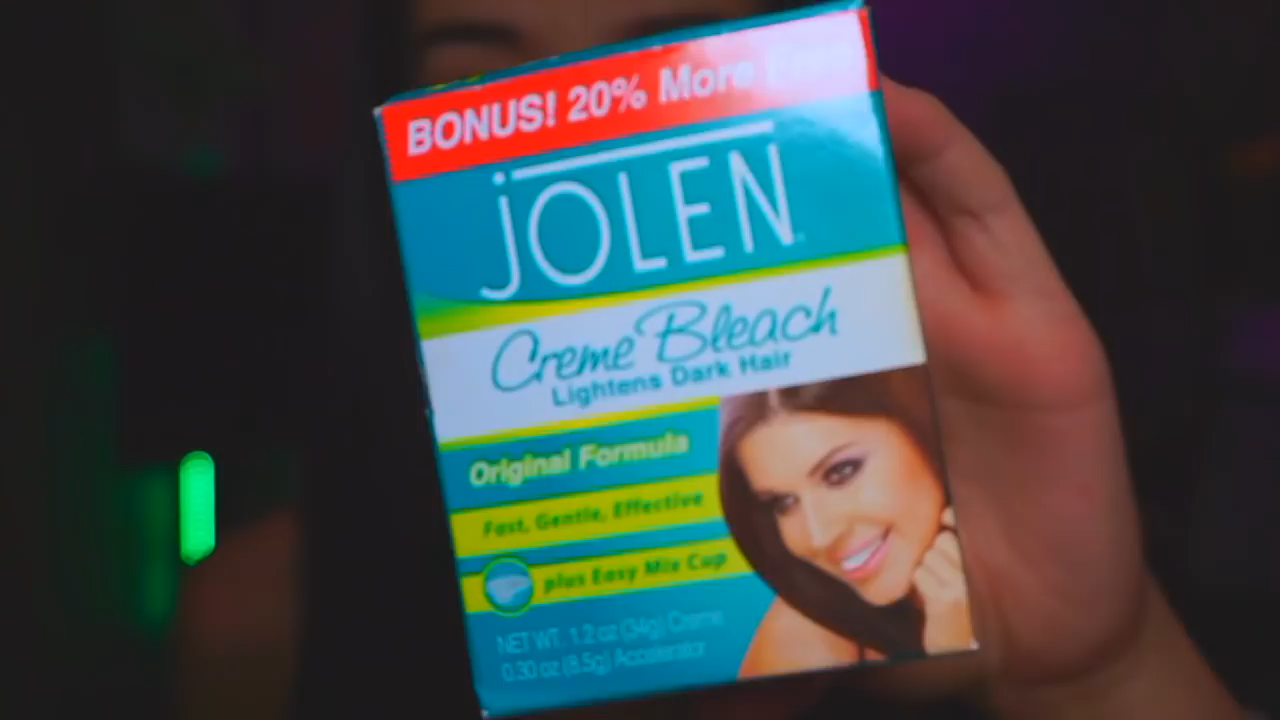 BONUS! 20% More
JOLEN
Creme Bleach
Lightens Dark Hair
Original Formula
Fast, Gentle, Effective
plus Easy Mix Cup
NET WT. 1.2 oz (34g) Creme
0.30 oz (8.5g) Accelerator